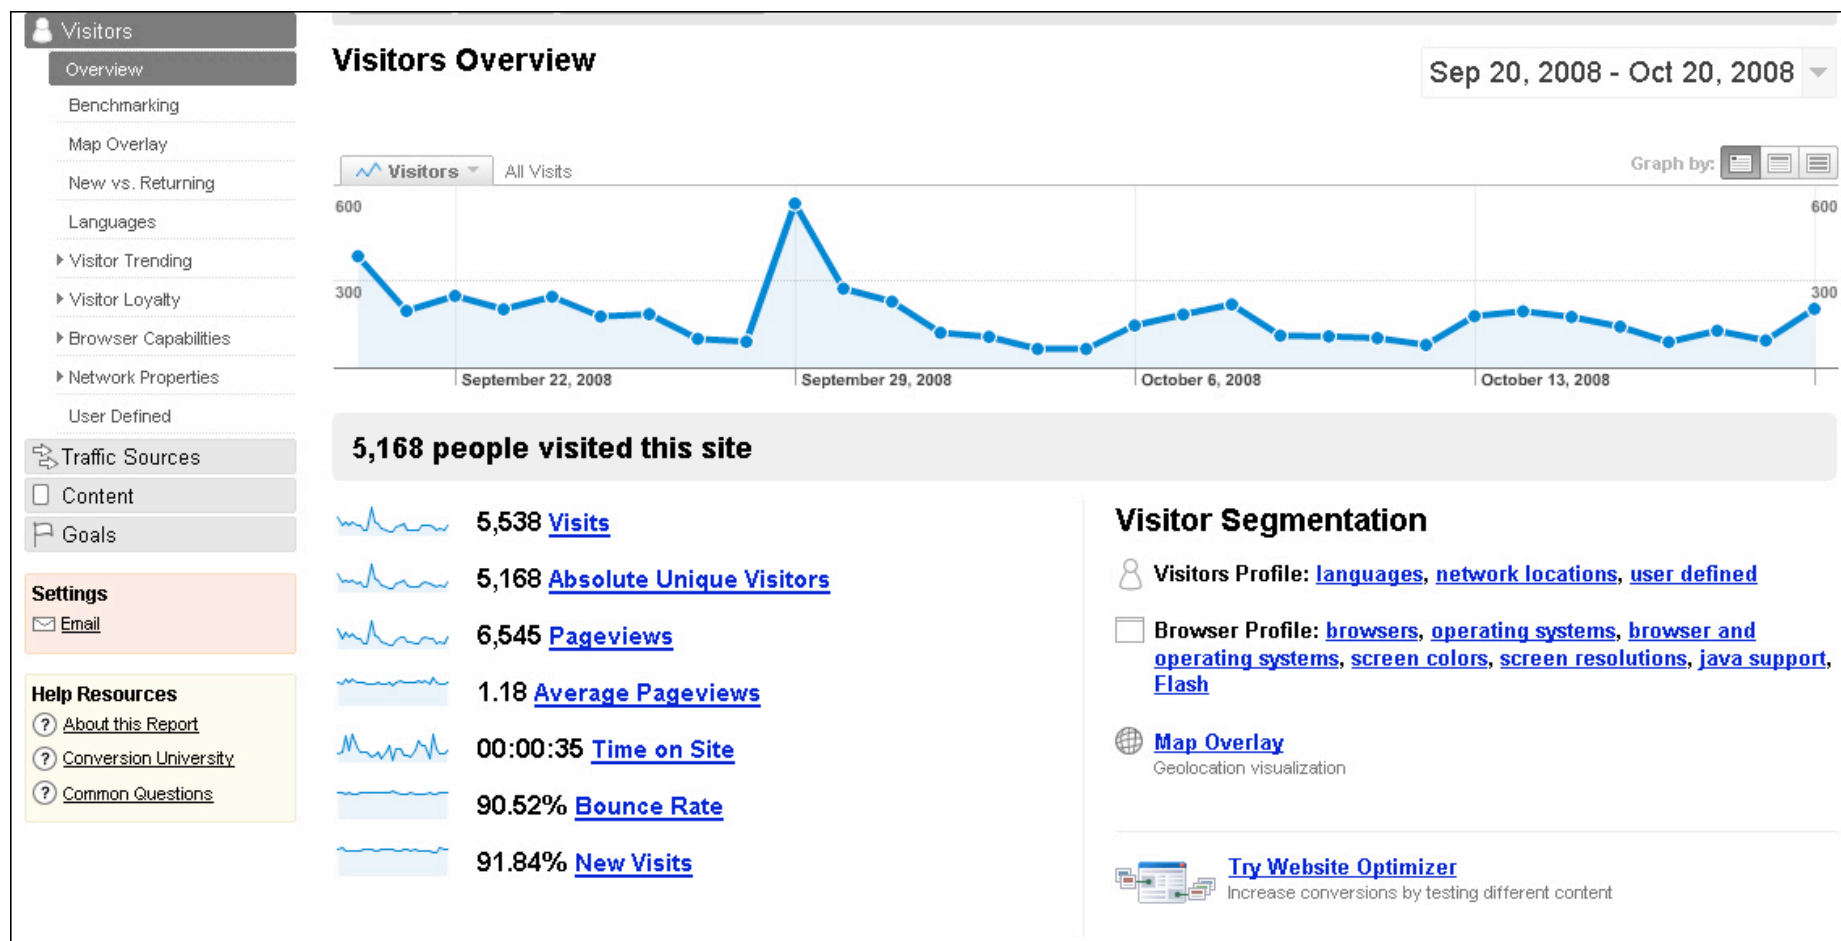 Visitors
Overview
Benchmarking
Map Overlay
New vs. Returning
Languages
Visitor Trending
Visitor Loyalty
Browser Capabilities
Network Properties
User Defined
Traffic Sources
Content
Goals
Settings
Email
Help Resources
? About this Report
? Conversion University
? Common Questions
Visitors Overview
Sep 20, 2008 - Oct 20, 2008
Visitors All Visits
Graph by:
600 600
300 300
September 22, 2008 September 29, 2008 October 6, 2008 October 13, 2008
5,168 people visited this site
5,538 Visits
5,168 Absolute Unique Visitors
6,545 Pageviews
1.18 Average Pageviews
00:00:35 Time on Site
90.52% Bounce Rate
91.84% New Visits
Visitor Segmentation
Visitors Profile: languages, network locations, user defined
Browser Profile: browsers, operating systems, browser and
operating systems, screen colors, screen resolutions, java support,
Flash
Map Overlay
Geolocation visualization
Try Website Optimizer
Increase conversions by testing different content